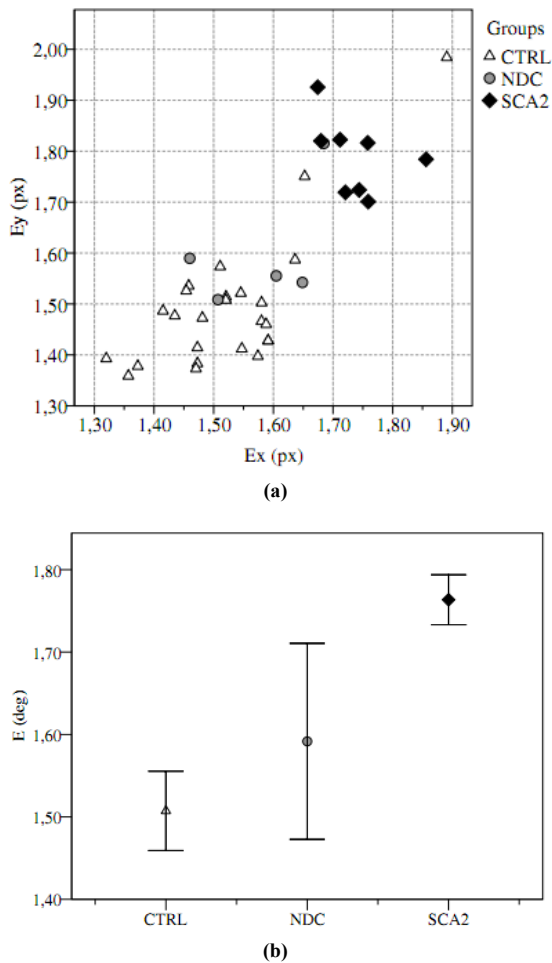 Groups
CTRL
NDC
SCA2
Ey (px)
2,00
1,90
1,80
1,70
1,60
1,50
1,40
1,30
1,30 1,40 1,50 1,60 1,70 1,80 1,90
Ex (px)
(a)
E (deg)
1,80
1,70
1,60
1,50
1,40
CTRL NDC SCA2
(b)